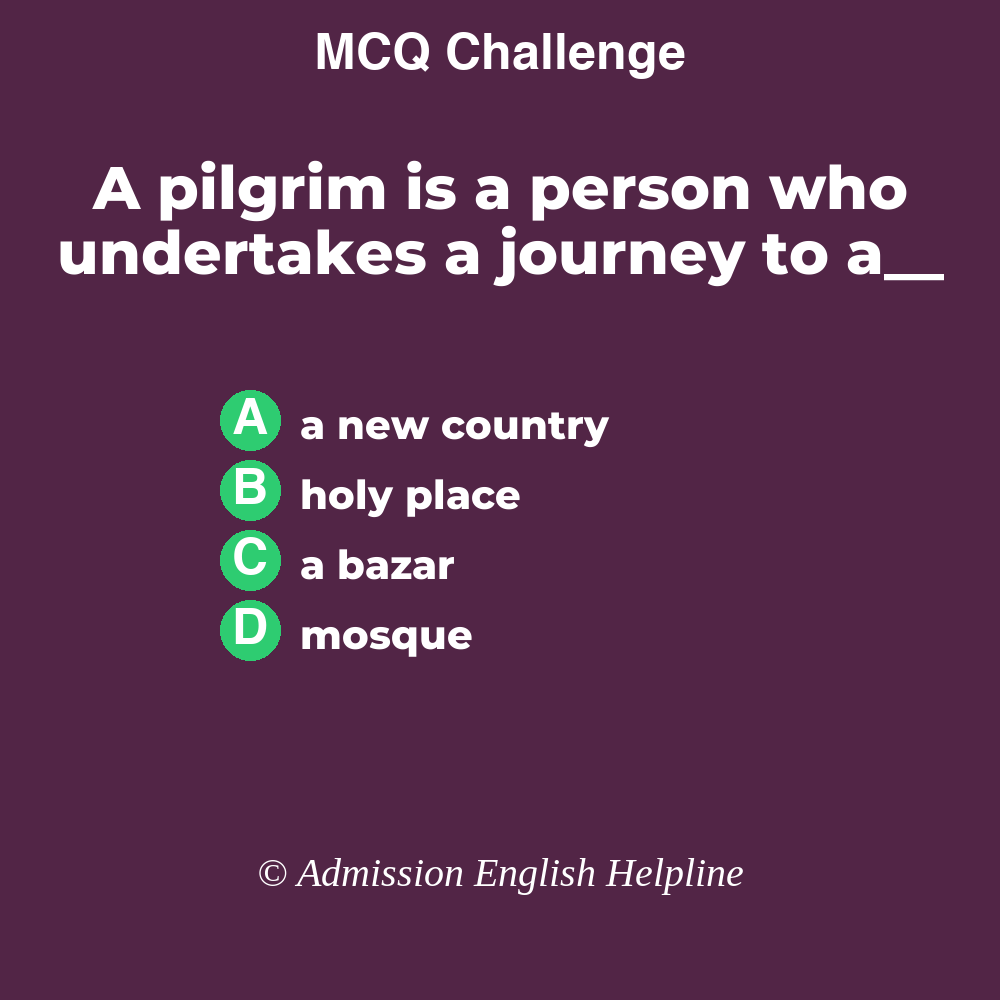 MCQ Challenge
A pilgrim is a person who
undertakes a journey to a__
A a new country
B holy place
C a bazar
D mosque
© Admission English Helpline